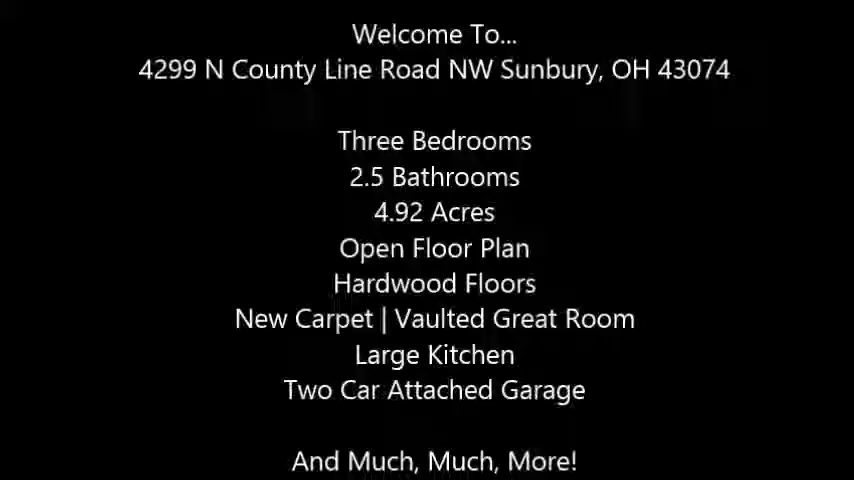 Welcome To...
4299 N County Line Road NW Sunbury, OH 43074
Three Bedrooms
2.5 Bathrooms
4.92 Acres
Open Floor Plan
Hardwood Floors
New Carpet | Vaulted Great Room
Large Kitchen
Two Car Attached Garage
And Much, Much, More!